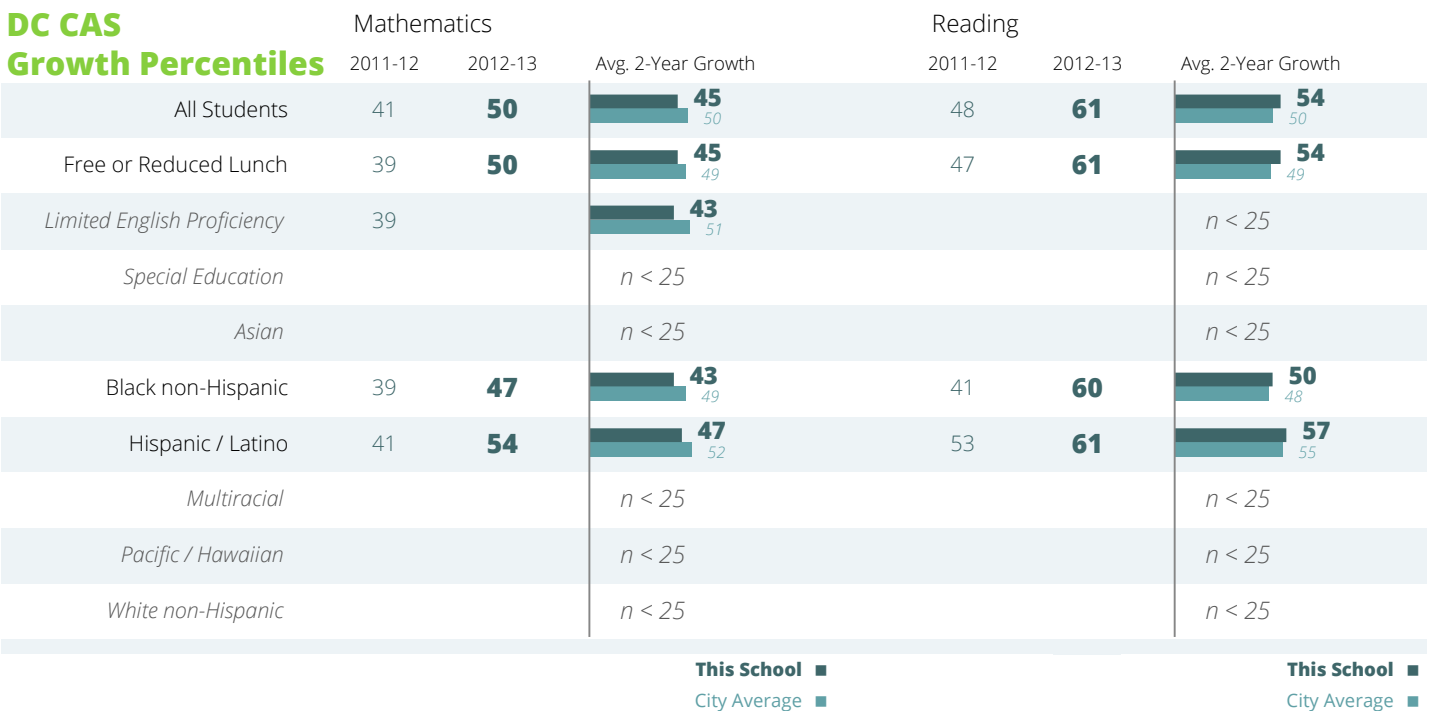 DC CAS
Growth Percentiles
Mathematics
Reading
2011-12 2012-13 Avg. 2-Year Growth 2011-12 2012-13 Avg. 2-Year Growth
All Students 41 50 45 50 48 61 54 50
Free or Reduced Lunch 39 50 45 49 47 61 54 49
Limited English Proficiency 39 43 51 n < 25
Special Education n < 25 n < 25
Asian n < 25 n < 25
Black non-Hispanic 39 47 43 49 41 60 50 48
Hispanic / Latino 41 54 47 52 53 61 57 55
Multiracial n < 25 n < 25
Pacific / Hawaiian n < 25 n < 25
White non-Hispanic n < 25 n < 25
This School This School
City Average City Average